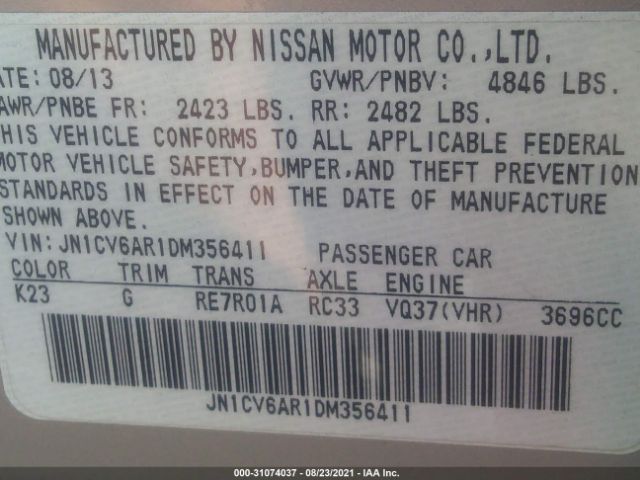 MANUFACTURED BY NISSAN MOTOR CO.,LTD.
ATE: 08/13 GVWR/PNBV: 4846 LBS.
AWR/PNBE FR: 2423 LBS. RR: 2482 LBS.
THIS VEHICLE CONFORMS TO ALL APPLICABLE FEDERAL
MOTOR VEHICLE SAFETY,BUMPER,AND THEFT PREVENTION
STANDARDS IN EFFECT ON THE DATE OF MANUFACTURE
SHOWN ABOVE.
VIN: JN1CV6AR1DM356411 PASSENGER CAR
COLOR TRIM TRANS AXLE ENGINE
K23 G RE7R01A RC33 VQ37(VHR) 3696CC
JN1CV6AR1DM356411
000-31074037 - 08/23/2021 - IAA Inc.